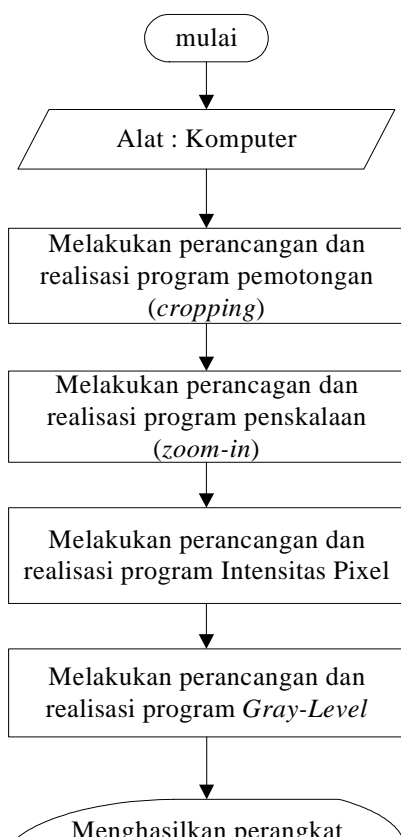 mulai
Alat : Komputer
Melakukan perancangan dan
realisasi program pemotongan
(cropping)
Melakukan perancagan dan
realisasi program penskalaan
(zoom-in)
Melakukan perancangan dan
realisasi program Intensitas Pixel
Melakukan perancangan dan
realisasi program Gray-Level
Menghasilkan perangkat